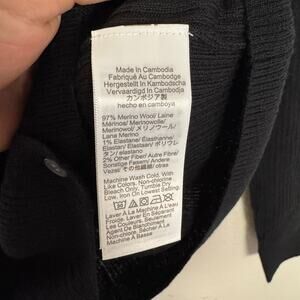 Made In Cambodia
Fabriqué Au Cambodge
Hergestellt In Kambodscha
Vervaardigd In Cambodja
カンボジア製
hecho en camboya
97% Merino Wool/ Laine
Mérinos/ Merinowolle/
Merinowol/ メリノウール/
Lana Merino
1% Elastane/ Elasthanne/
Elastan/ Elastaan/ ポリウレ
タン/ elastano
2% Other Fiber/ Autre Fibre/
Sonstige Fasern/ Andere
Vezels/ その他の繊維/ otras
Machine Wash Cold, With
Like Colors. Non-Chlorine
Bleach Only, Tumble Dry
Low, Iron On Lowest Setting.
Laver À La Machine À L'eau
Froide, Laver En Séparant
Les Couleurs, Seulement
Agent De Blanchiment
Non Chloré, Sécher À La
Machine À Basse